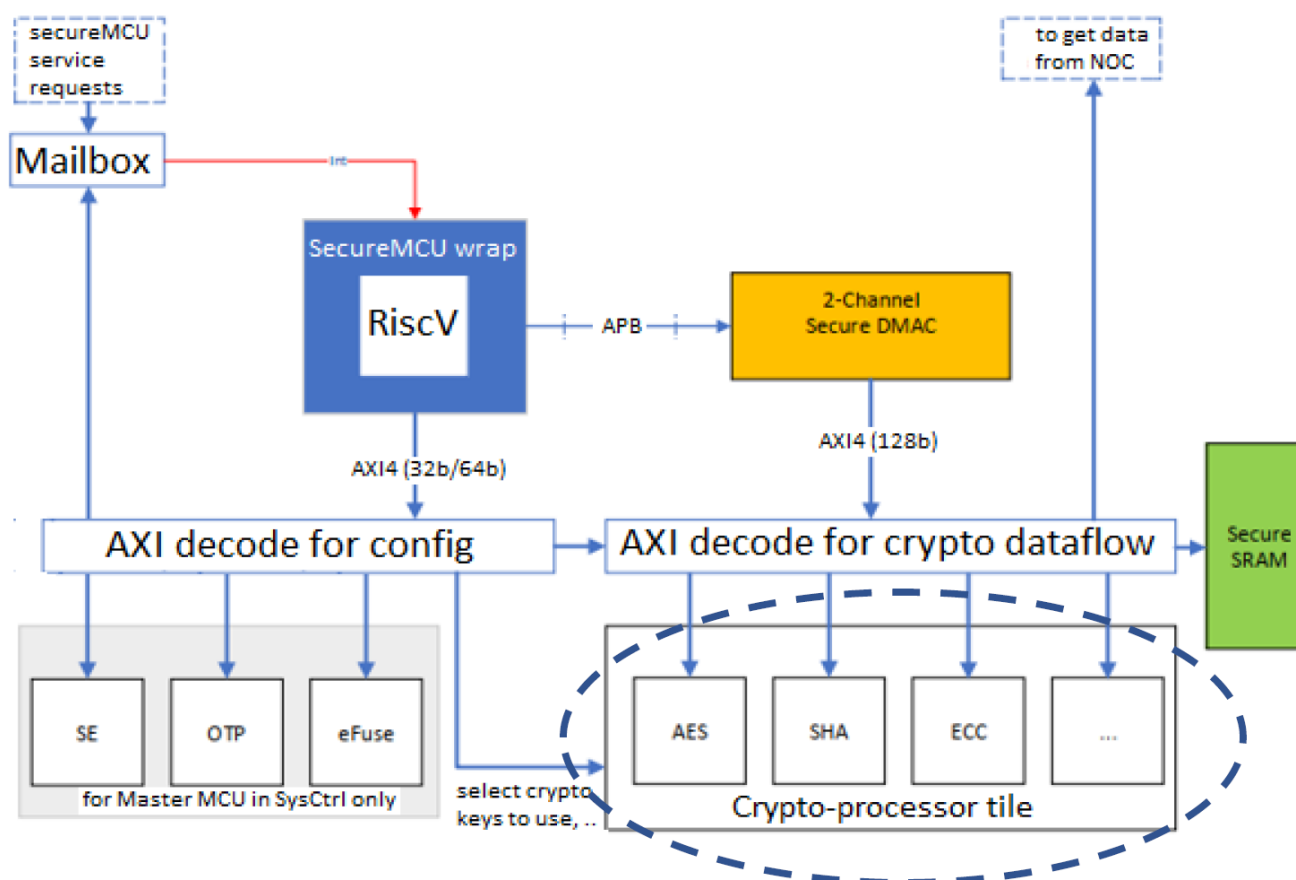 secureMCU
service
requests
to get data
from NOC
Mailbox
Int
SecureMCU wrap
RiscV
APB
2-Channel
Secure DMAC
AXI4 (32b/64b)
AXI4 (128b)
AXI decode for config
AXI decode for crypto dataflow
Secure
SRAM
SE
OTP
eFuse
for Master MCU in SysCtrl only
select crypto
keys to use, ..
AES
SHA
ECC
...
Crypto-processor tile